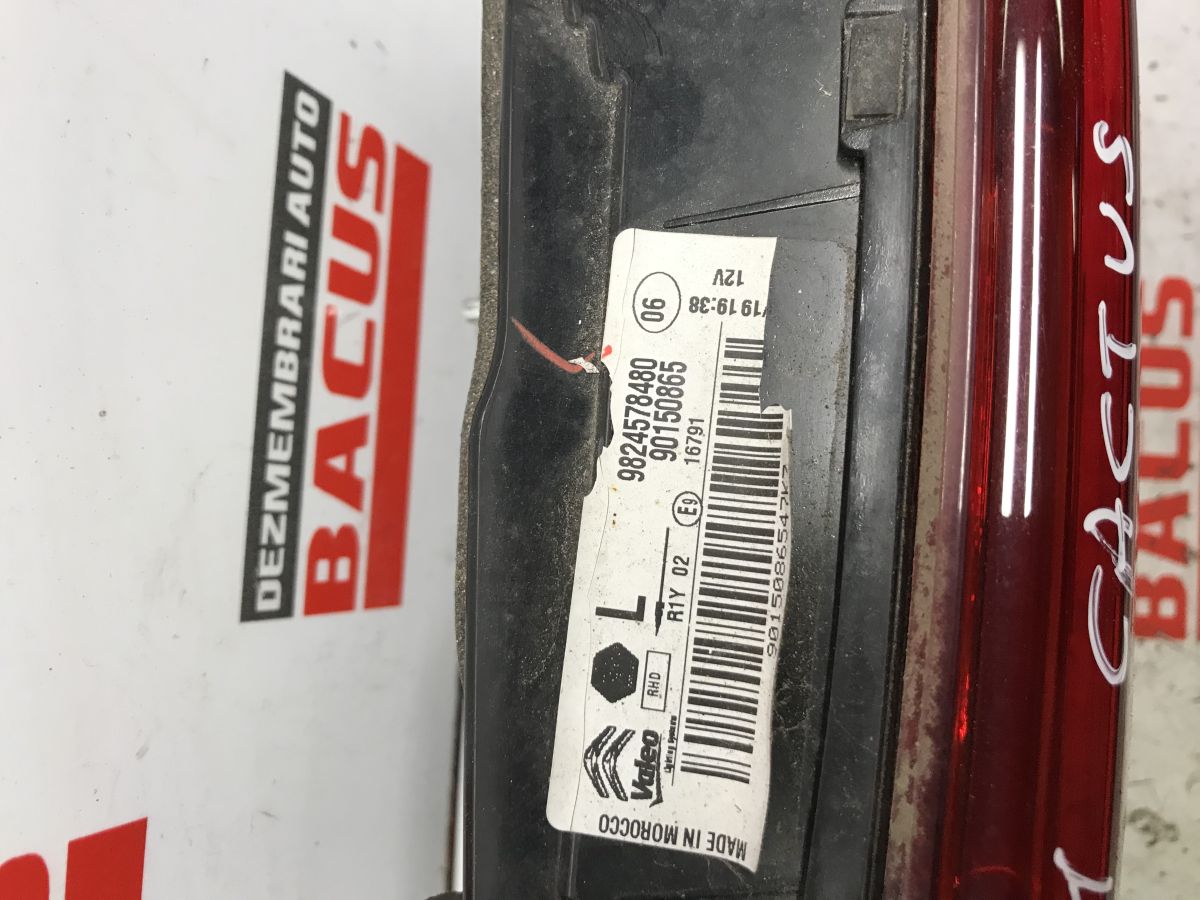 DEZMEMBRARI AUTO
BACUS
MADE IN MOROCCO
Valeo
RHD
L
R1Y 02
E9
9824578480
90150865
16791
06
/19 19:38
12V
CACTUS
BACUS